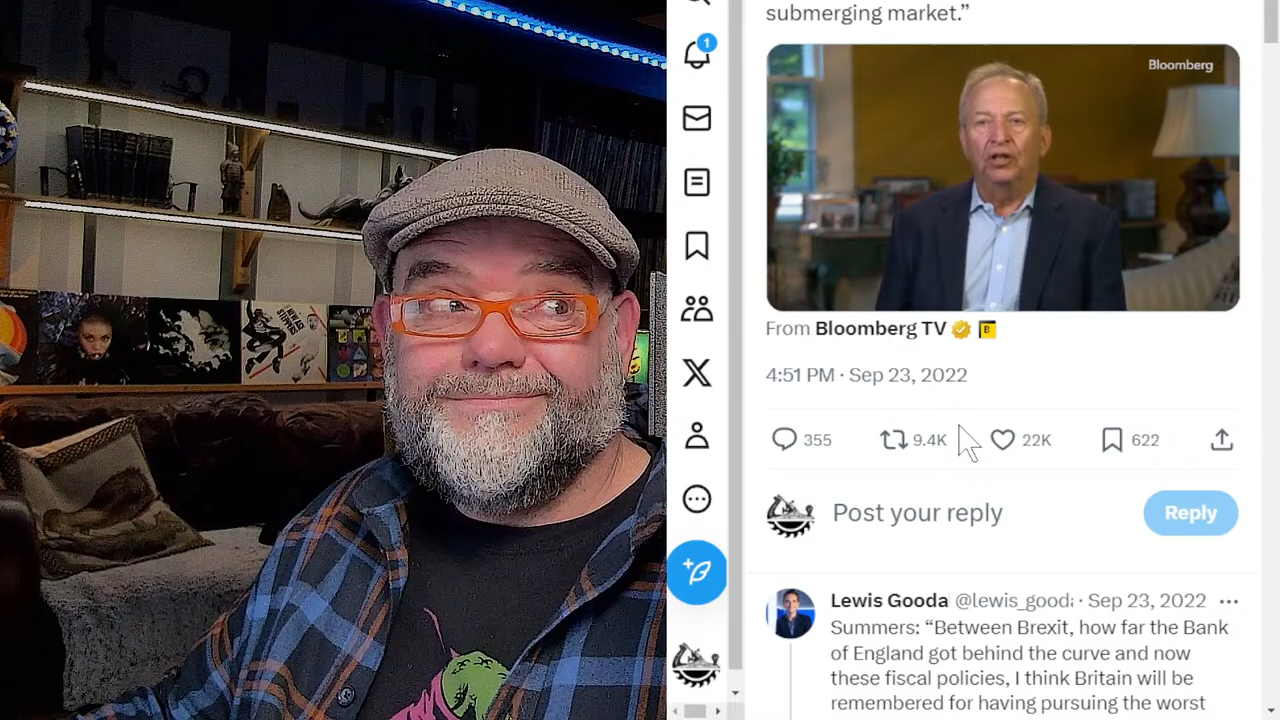 submerging market.”
Bloomberg
From Bloomberg TV
4:51 PM · Sep 23, 2022
355
9.4K
22K
622
Post your reply
Reply
1
Lewis Gooda @lewis_good · Sep 23, 2022
Summers: “Between Brexit, how far the Bank
of England got behind the curve and now
these fiscal policies, I think Britain will be
remembered for having pursuing the worst